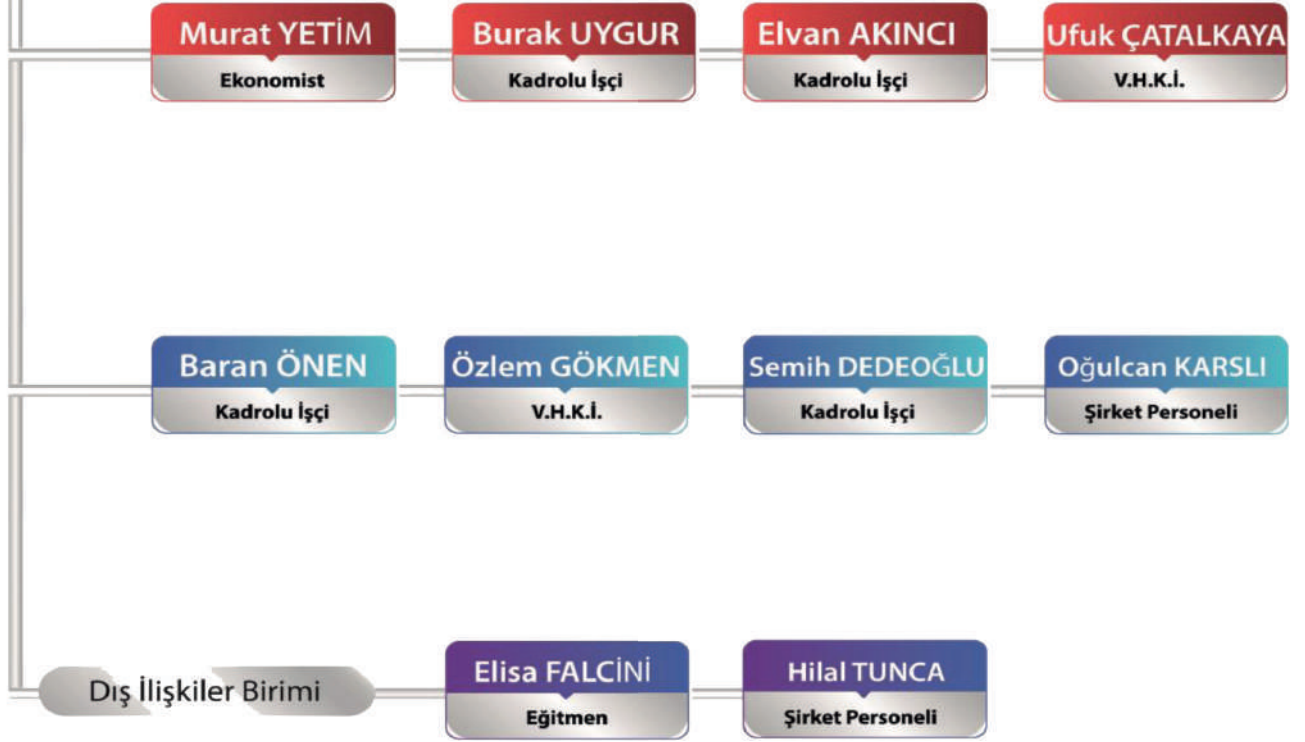 Murat YETİM
Ekonomist
Burak UYGUR
Kadrolu İşçi
Elvan AKINCI
Kadrolu İşçi
Ufuk ÇATALKAYA
V.H.K.İ.
Baran ÖNEN
Kadrolu İşçi
Özlem GÖKMEN
V.H.K.İ.
Semih DEDEOĞLU
Kadrolu İşçi
Oğulcan KARSLI
Şirket Personeli
Dış İlişkiler Birimi
Elisa FALCİNİ
Eğitmen
Hilal TUNCA
Şirket Personeli